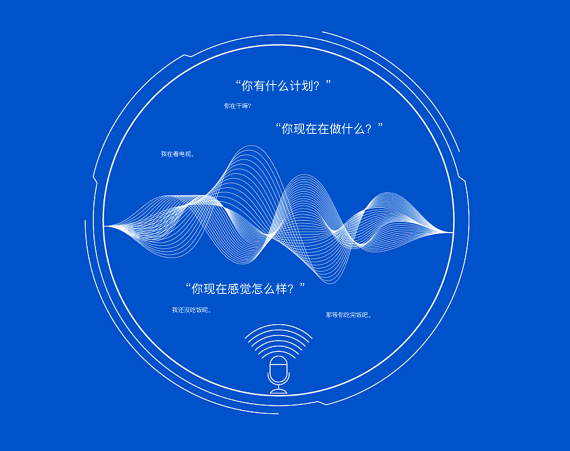 “你有什么计划？”
你在干嘛？
“你现在在做什么？”
我在看电视。
“你现在感觉怎么样？”
我还没吃饭呢。
那等你吃完饭吧。